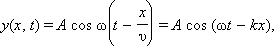 y(x, t) = A cos ω(t − x/υ) = A cos (ωt − kx),